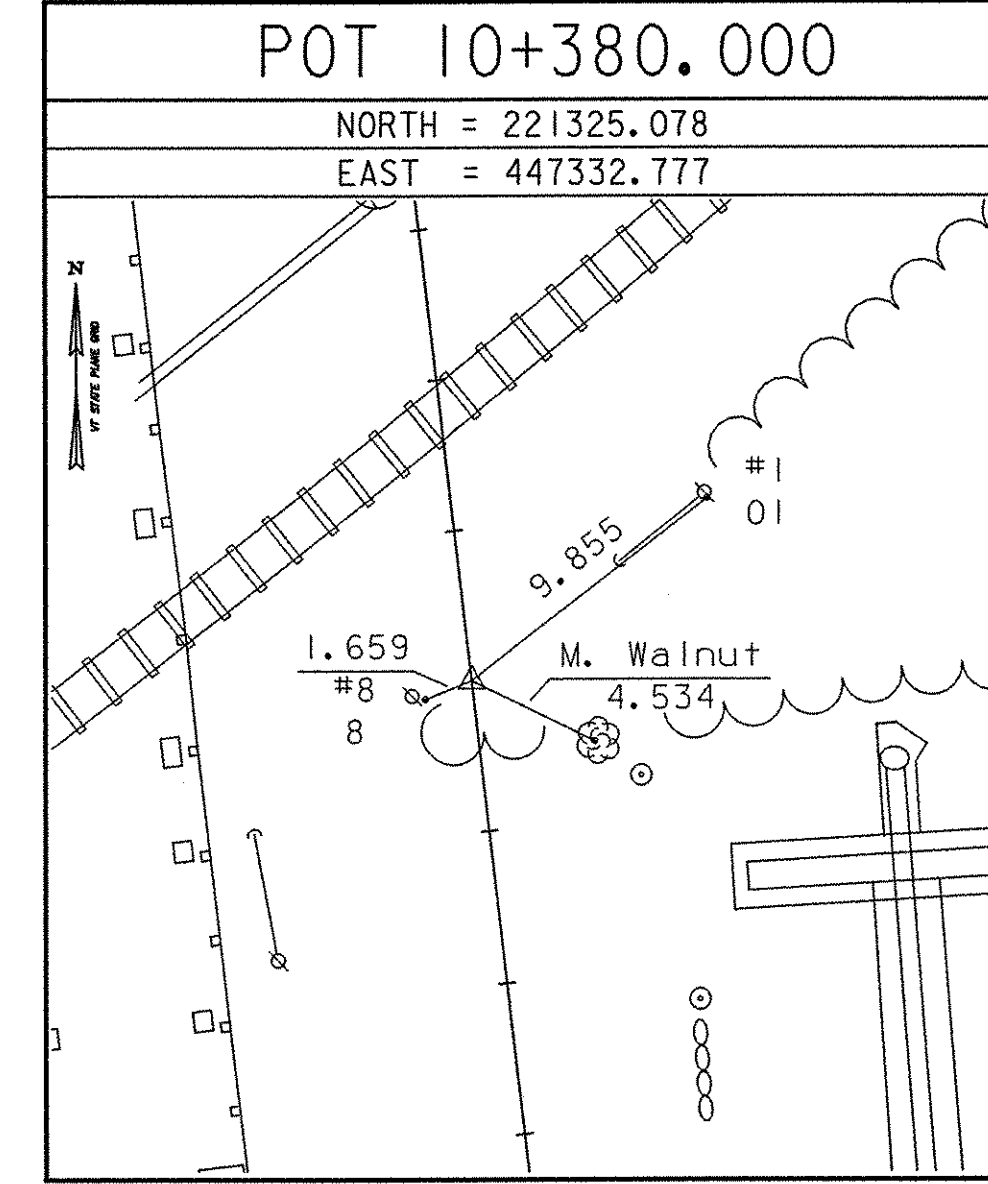 POT 10+380.000
NORTH = 221325.078
EAST = 447332.777
N
VT STATE PLANE GRID
#1
01
9.855
1.659
#8
8
M. Walnut
4.534